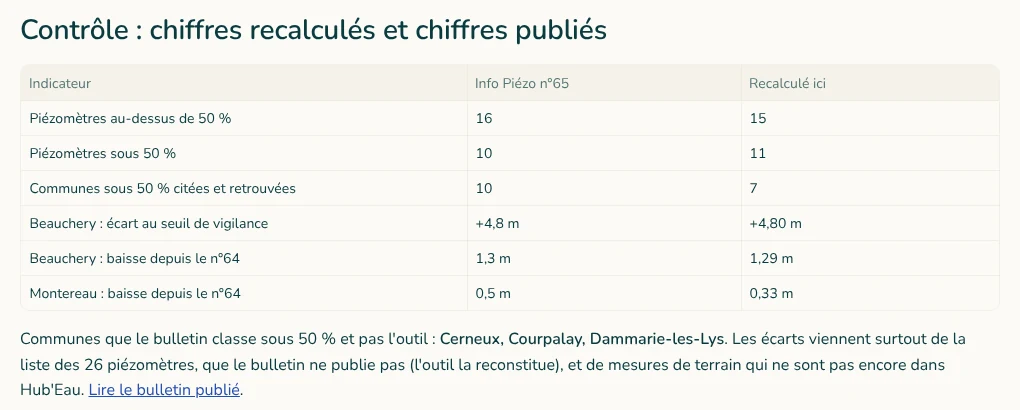 Contrôle : chiffres recalculés et chiffres publiés
Indicateur Info Piézo n°65 Recalculé ici
Piézomètres au-dessus de 50 % 16 15
Piézomètres sous 50 % 10 11
Communes sous 50 % citées et retrouvées 10 7
Beauchery : écart au seuil de vigilance +4,8 m +4,80 m
Beauchery : baisse depuis le n°64 1,3 m 1,29 m
Montereau : baisse depuis le n°64 0,5 m 0,33 m
Communes que le bulletin classe sous 50 % et pas l'outil : Cerneux, Courpalay, Dammarie-les-Lys. Les écarts viennent surtout de la
liste des 26 piézomètres, que le bulletin ne publie pas (l'outil la reconstitue), et de mesures de terrain qui ne sont pas encore dans
Hub'Eau. Lire le bulletin publié.